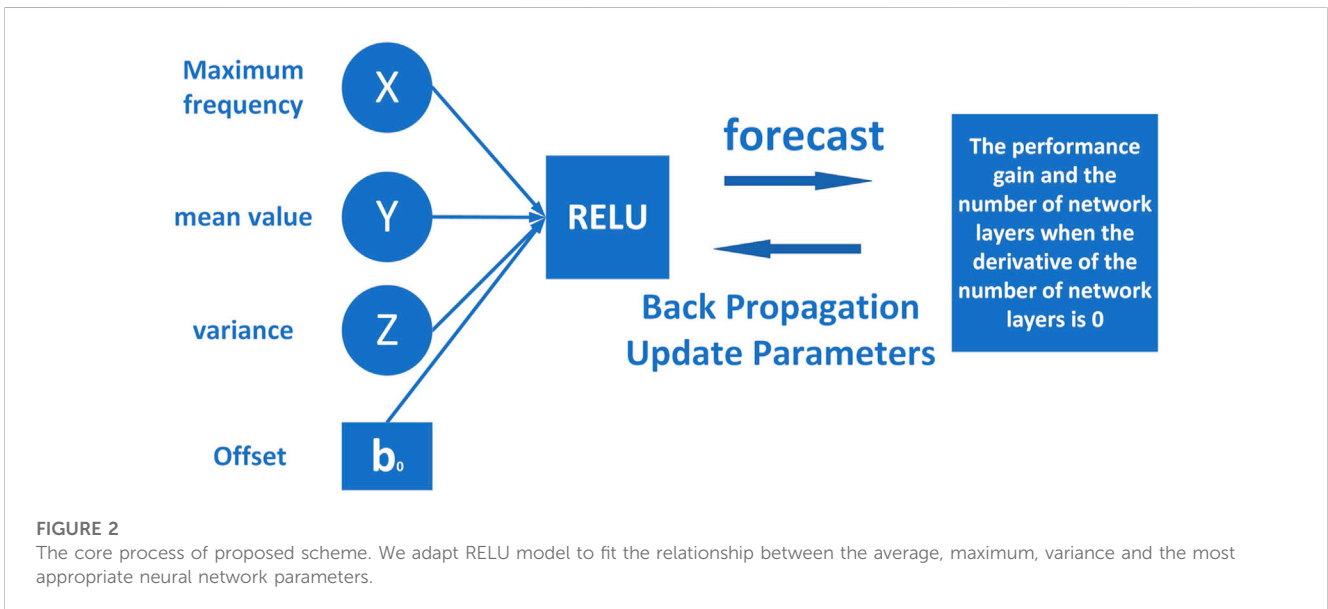 Maximum
frequency
X
mean value
Y
variance
Z
Offset
b₀
RELU
forecast
Back Propagation
Update Parameters
The performance
gain and the
number of network
layers when the
derivative of the
number of network
layers is 0
FIGURE 2
The core process of proposed scheme. We adapt RELU model to fit the relationship between the average, maximum, variance and the most
appropriate neural network parameters.